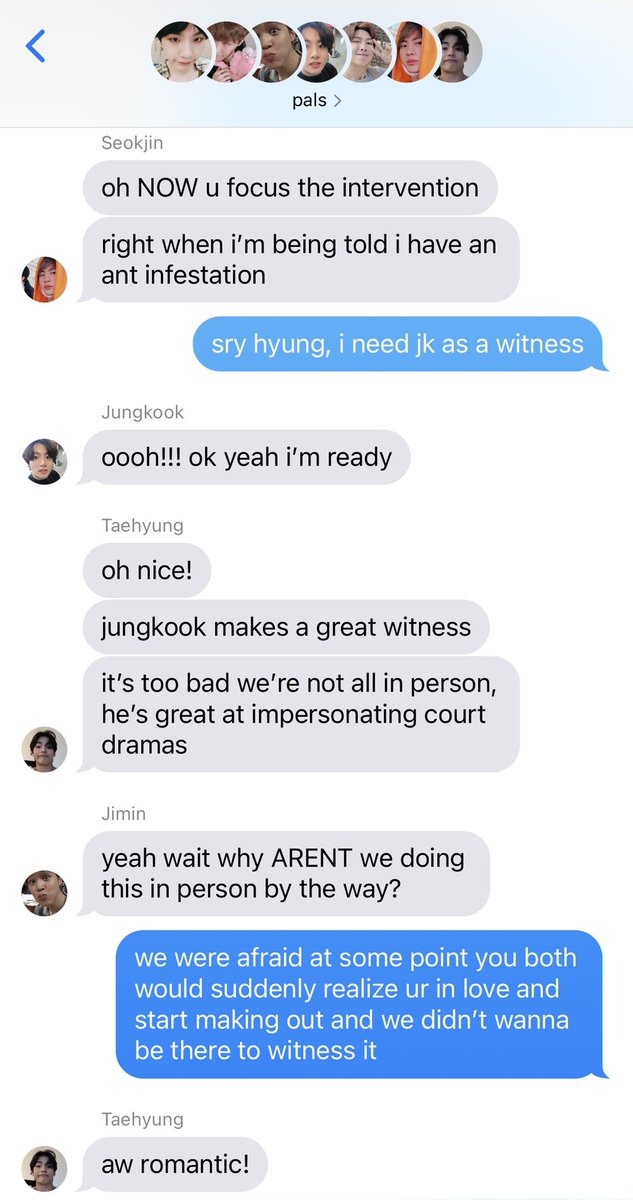 pals
Seokjin
oh NOW u focus the intervention
right when i’m being told i have an
ant infestation
sry hyung, i need jk as a witness
Jungkook
oooh!!! ok yeah i’m ready
Taehyung
oh nice!
jungkook makes a great witness
it’s too bad we’re not all in person,
he’s great at impersonating court
dramas
Jimin
yeah wait why ARENT we doing
this in person by the way?
we were afraid at some point you both
would suddenly realize ur in love and
start making out and we didn’t wanna
be there to witness it
Taehyung
aw romantic!